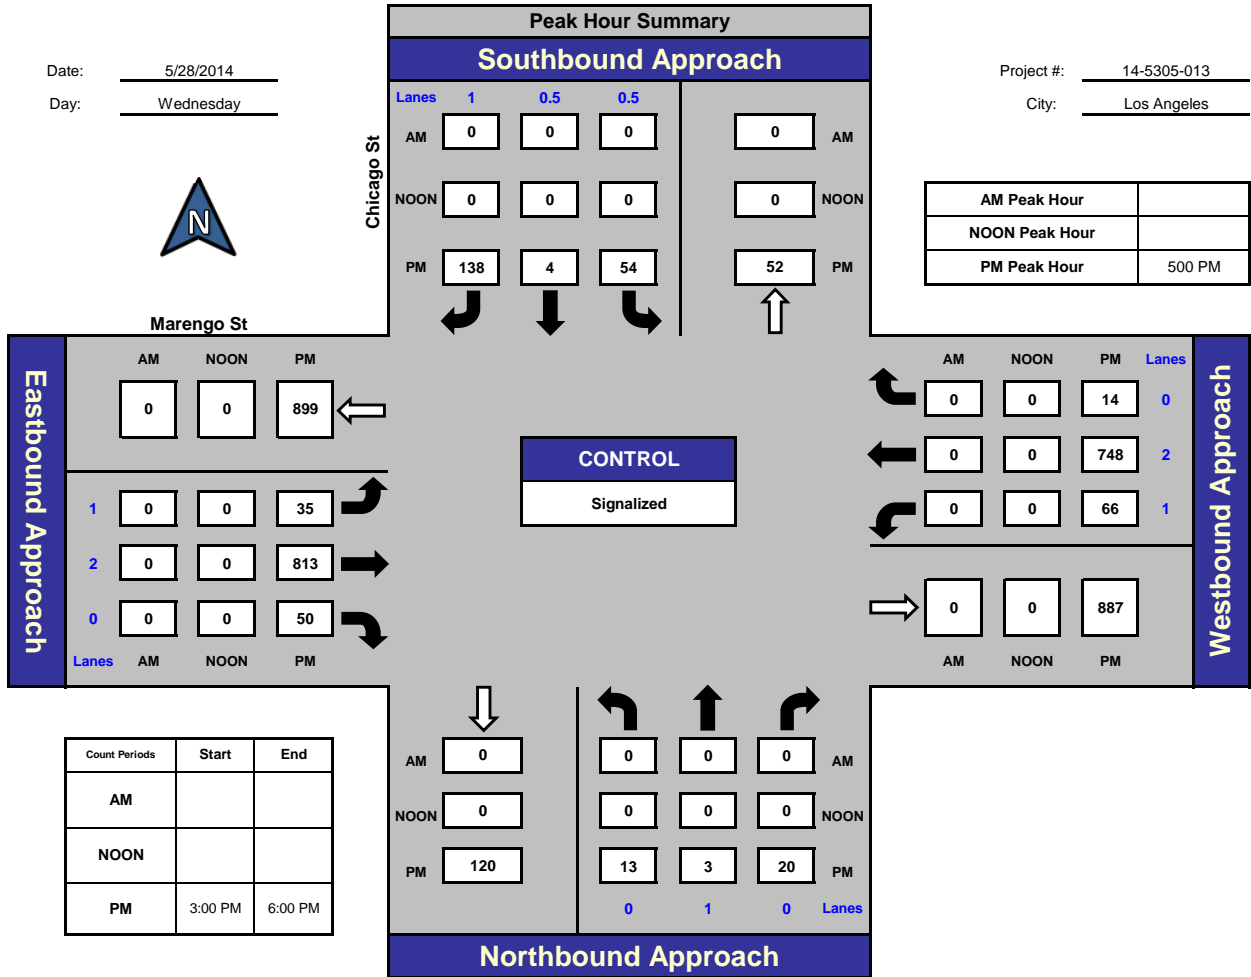 Peak Hour Summary
Southbound Approach
Date: 5/28/2014
Day: Wednesday
Project #: 14-5305-013
City: Los Angeles
N
Chicago St
Lanes 1 0.5 0.5
AM 0 0 0 0 AM
NOON 0 0 0 0 NOON
PM 138 4 54 52 PM
AM Peak Hour
NOON Peak Hour
PM Peak Hour 500 PM
Marengo St
Eastbound Approach
AM NOON PM
0 0 899
1 0 0 35
2 0 0 813
0 0 0 50
Lanes AM NOON PM
CONTROL
Signalized
AM NOON PM Lanes
0 0 14 0
0 0 748 2
0 0 66 1
0 0 887
AM NOON PM
Westbound Approach
Count Periods Start End
AM
NOON
PM 3:00 PM 6:00 PM
AM 0 0 0 0 AM
NOON 0 0 0 0 NOON
PM 120 13 3 20 PM
0 1 0 Lanes
Northbound Approach